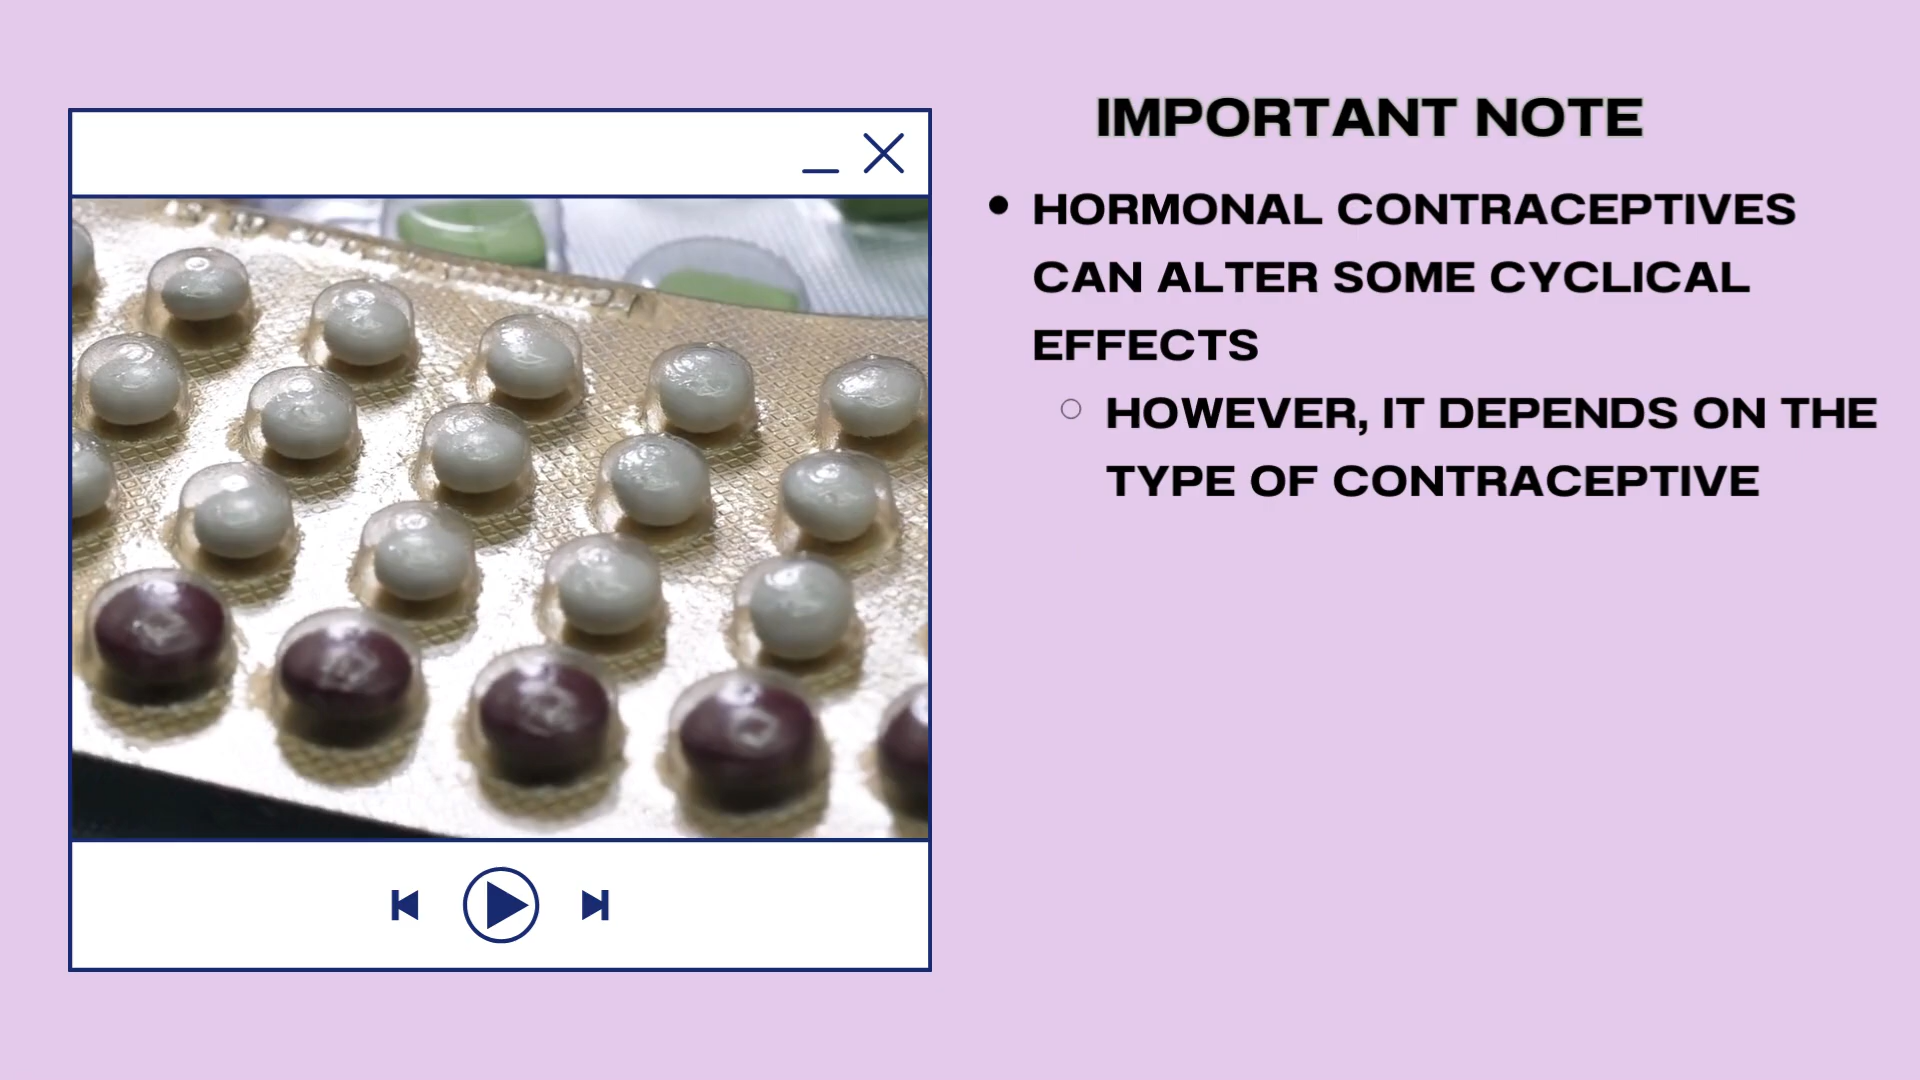 IMPORTANT NOTE
HORMONAL CONTRACEPTIVES
CAN ALTER SOME CYCLICAL
EFFECTS
HOWEVER, IT DEPENDS ON THE
TYPE OF CONTRACEPTIVE